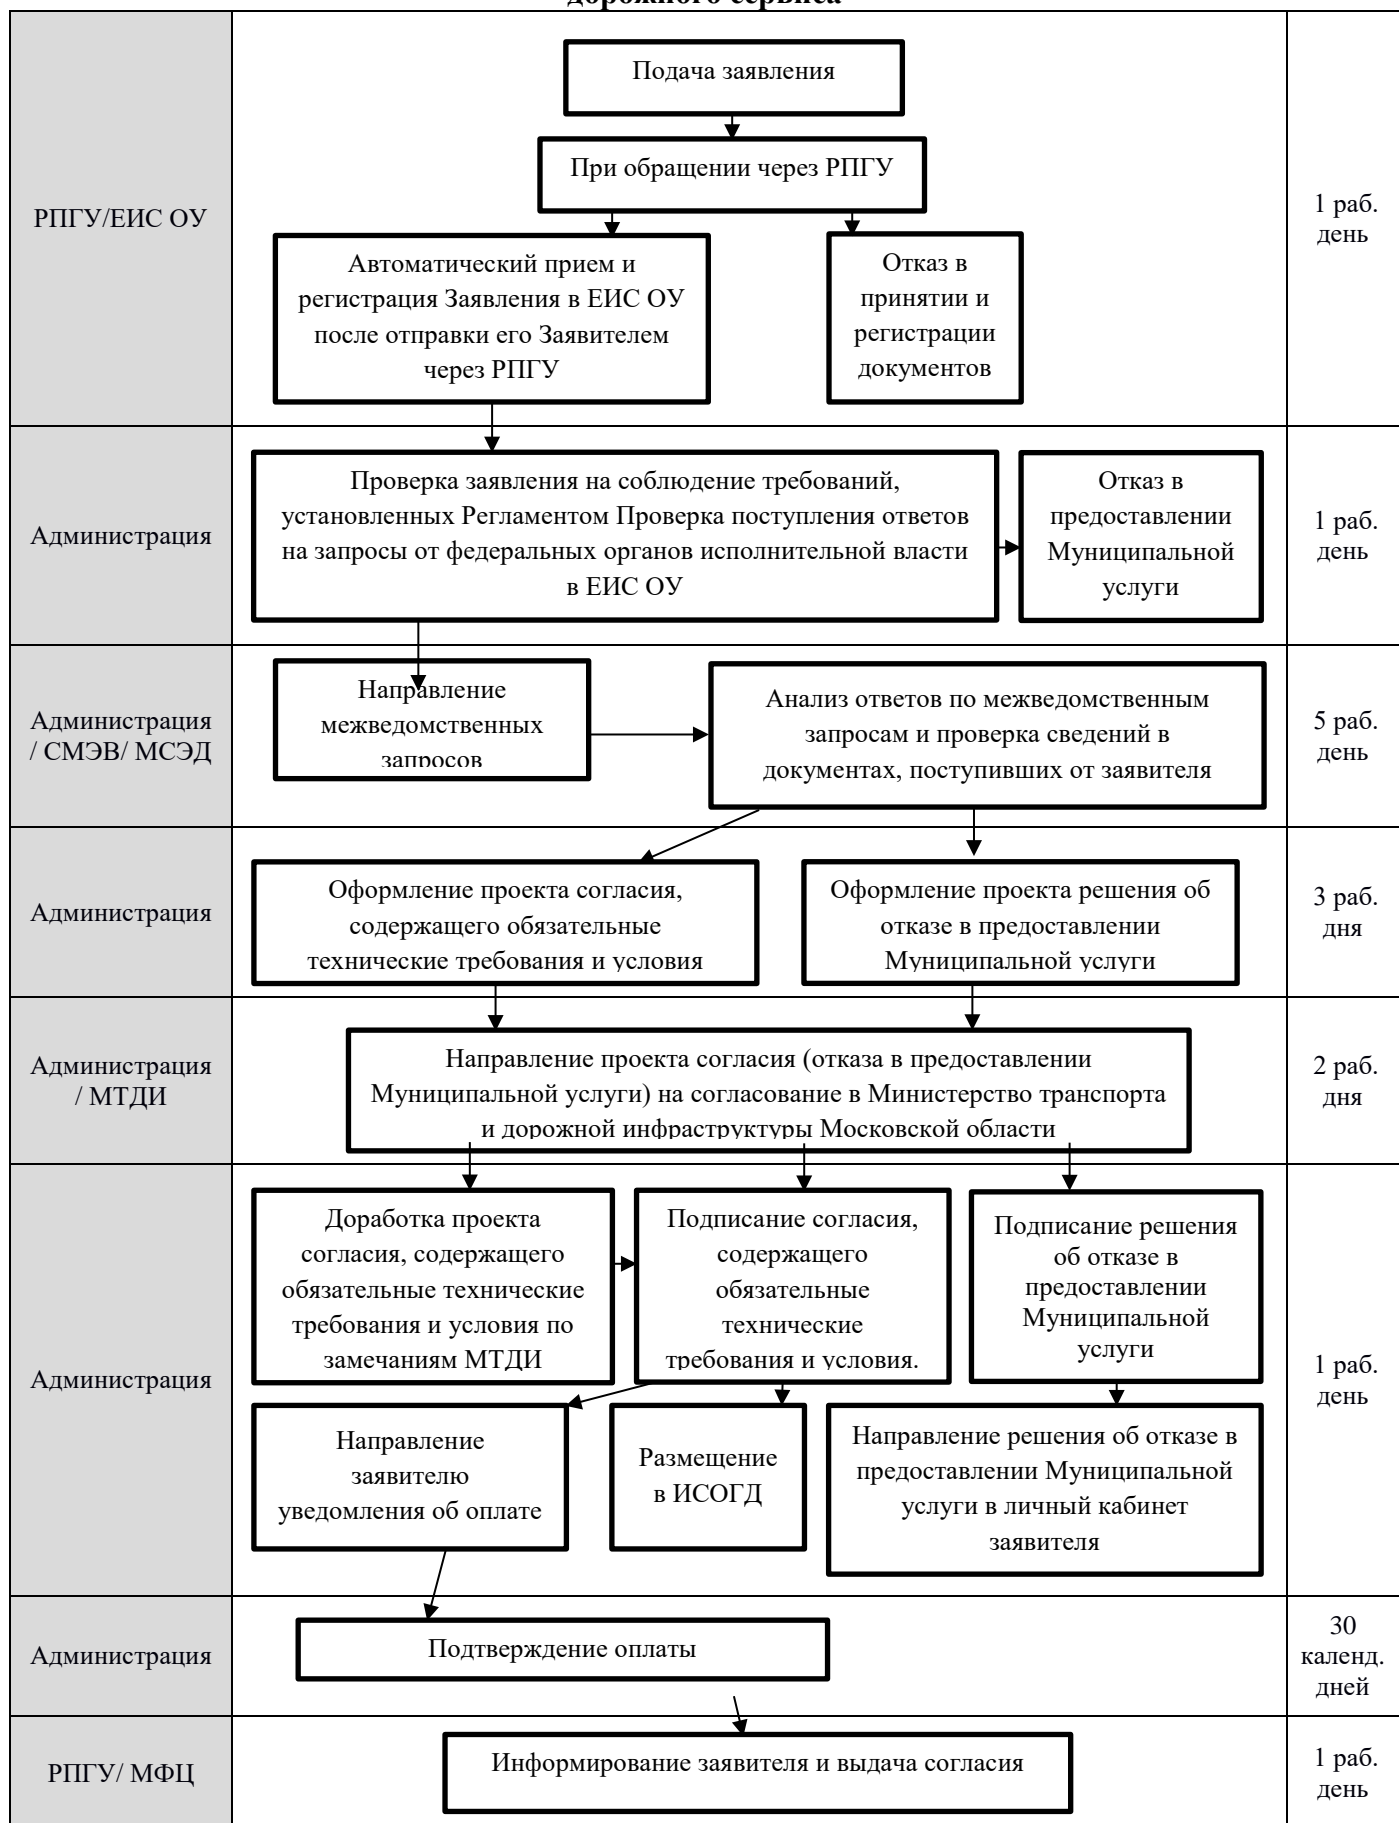 дорожного сервиса
РПГУ/ЕИС ОУ
Подача заявления
При обращении через РПГУ
Автоматический прием и
регистрация Заявления в ЕИС ОУ
после отправки его Заявителем
через РПГУ
Отказ в
принятии и
регистрации
документов
1 раб.
день
Администрация
Проверка заявления на соблюдение требований,
установленных Регламентом Проверка поступления ответов
на запросы от федеральных органов исполнительной власти
в ЕИС ОУ
Отказ в
предоставлении
Муниципальной
услуги
1 раб.
день
Администрация
/ СМЭВ/ МСЭД
Направление
межведомственных
запросов
Анализ ответов по межведомственным
запросам и проверка сведений в
документах, поступивших от заявителя
5 раб.
день
Администрация
Оформление проекта согласия,
содержащего обязательные
технические требования и условия
Оформление проекта решения об
отказе в предоставлении
Муниципальной услуги
3 раб.
дня
Администрация
/ МТДИ
Направление проекта согласия (отказа в предоставлении
Муниципальной услуги) на согласование в Министерство транспорта
и дорожной инфраструктуры Московской области
2 раб.
дня
Администрация
Доработка проекта
согласия, содержащего
обязательные технические
требования и условия по
замечаниям МТДИ
Подписание согласия,
содержащего
обязательные
технические
требования и условия.
Подписание решения
об отказе в
предоставлении
Муниципальной
услуги
Направление
заявителю
уведомления об оплате
Размещение
в ИСОГД
Направление решения об отказе в
предоставлении Муниципальной
услуги в личный кабинет
заявителя
1 раб.
день
Администрация
Подтверждение оплаты
30
календ.
дней
РПГУ/ МФЦ
Информирование заявителя и выдача согласия
1 раб.
день